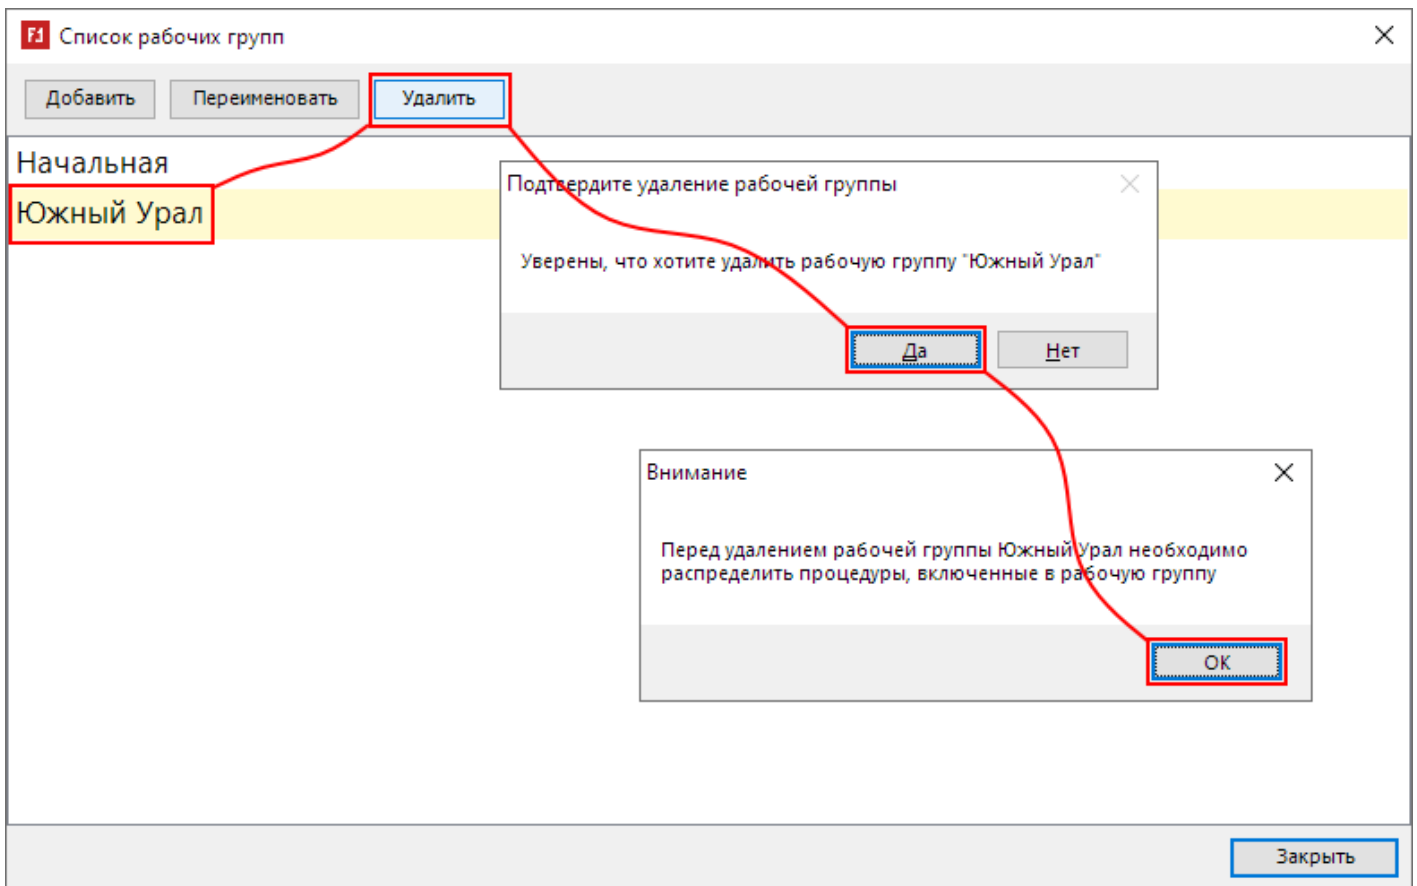 F1 Список рабочих групп
Добавить Переименовать Удалить
Начальная
Южный Урал
Подтвердите удаление рабочей группы
Уверены, что хотите удалить рабочую группу "Южный Урал"
Да Нет
Внимание
Перед удалением рабочей группы Южный Урал необходимо
распределить процедуры, включенные в рабочую группу
ОК
Закрыть